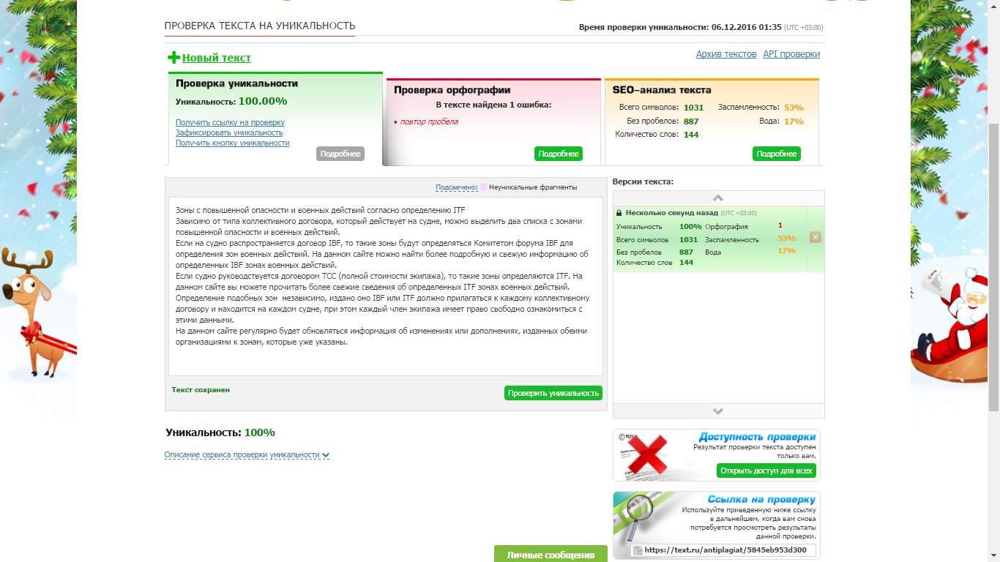 ПРОВЕРКА ТЕКСТА НА УНИКАЛЬНОСТЬ
Время проверки уникальности: 06.12.2016 01:35 (UTC +03:00)
Новый текст
Архив текстов API проверки
Проверка уникальности
Уникальность: 100.00%
Получить ссылку на проверку
Зафиксировать уникальность
Получить кнопку уникальности
Подробнее
Проверка орфографии
В тексте найдена 1 ошибка:
• повтор пробела
Подробнее
SEO-анализ текста
Всего символов: 1031 Заспамленность: 53%
Без пробелов: 887 Вода: 17%
Количество слов: 144
Подробнее
Подсвечено: Неуникальные фрагменты
Зоны с повышенной опасности и военных действий согласно определению ITF
Зависимо от типа коллективного договора, который действует на судне, можно выделить два списка с зонами
повышенной опасности и военных действий.
Если на судно распространяется договор IBF, то такие зоны будут определяться Комитетом форума IBF для
определения зон военных действий. На данном сайте можно найти более подробную и свежую информацию об
определенных IBF зонах военных действий.
Если судно руководствуется договором ТСС (полной стоимости экипажа), то такие зоны определяются ITF. На
данном сайте вы можете прочитать более свежие сведения об определенных ITF зонах военных действий.
Определение подобных зон  независимо, издано оно IBF или ITF должно прилагаться к каждому коллективному
договору и находится на каждом судне, при этом каждый член экипажа имеет право свободно ознакомиться с
этими данными.
На данном сайте регулярно будет обновляться информация об изменениях или дополнениях, изданных обеими
организациями к зонам, которые уже указаны.
Текст сохранен
Проверить уникальность
Уникальность: 100%
Описание сервиса проверки уникальности
Версии текста:
Несколько секунд назад (UTC +03:00)
Уникальность 100% Орфография 1
Всего символов 1031 Заспамленность 53%
Без пробелов 887 Вода 17%
Количество слов 144
Доступность проверки
Результат проверки текста доступен
только вам.
Открыть доступ для всех
Ссылка на проверку
Используйте приведенную ниже ссылку
в дальнейшем, когда вам снова
потребуется просмотреть результаты
данной проверки.
https://text.ru/antiplagiat/5845eb953d300
Личные сообщения